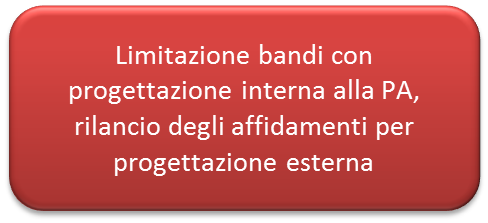 Limitazione bandi con
progettazione interna alla PA,
rilancio degli affidamenti per
progettazione esterna